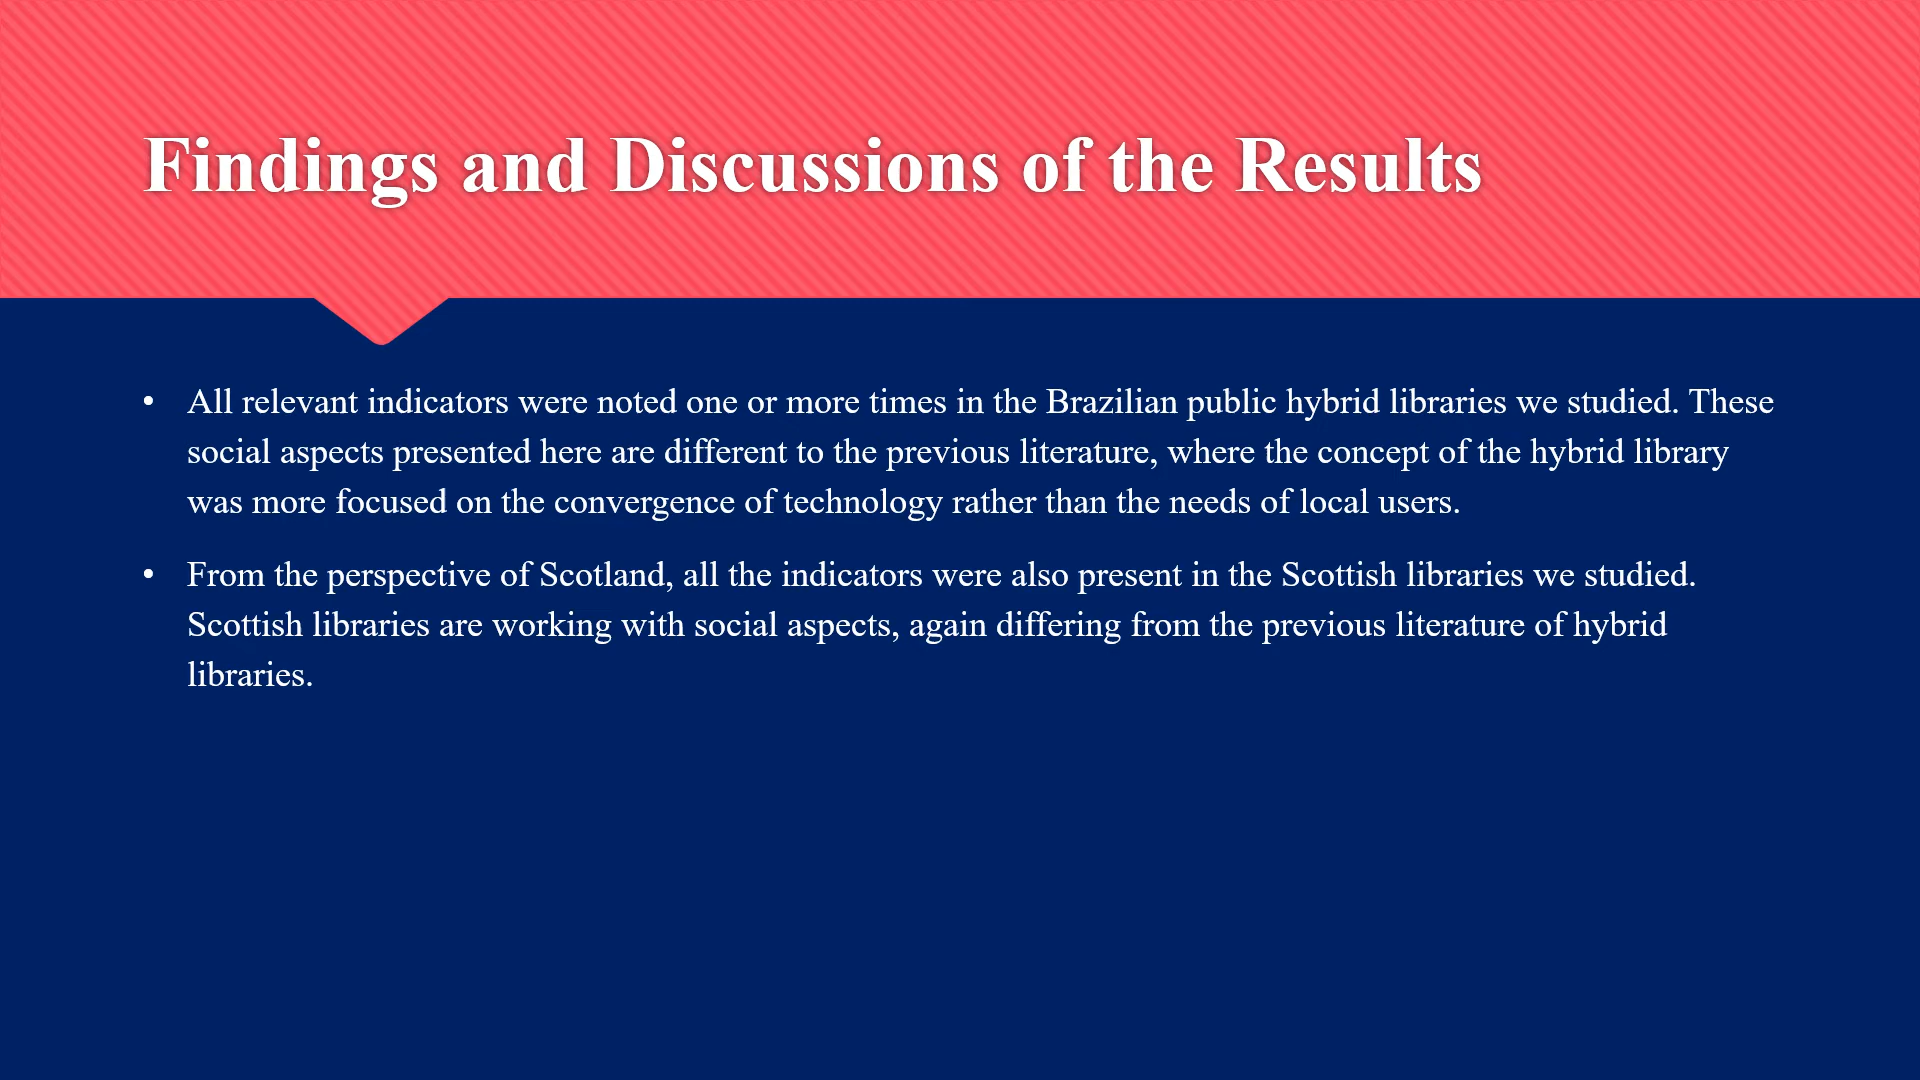 Findings and Discussions of the Results
• All relevant indicators were noted one or more times in the Brazilian public hybrid libraries we studied. These
social aspects presented here are different to the previous literature, where the concept of the hybrid library
was more focused on the convergence of technology rather than the needs of local users.
• From the perspective of Scotland, all the indicators were also present in the Scottish libraries we studied.
Scottish libraries are working with social aspects, again differing from the previous literature of hybrid
libraries.